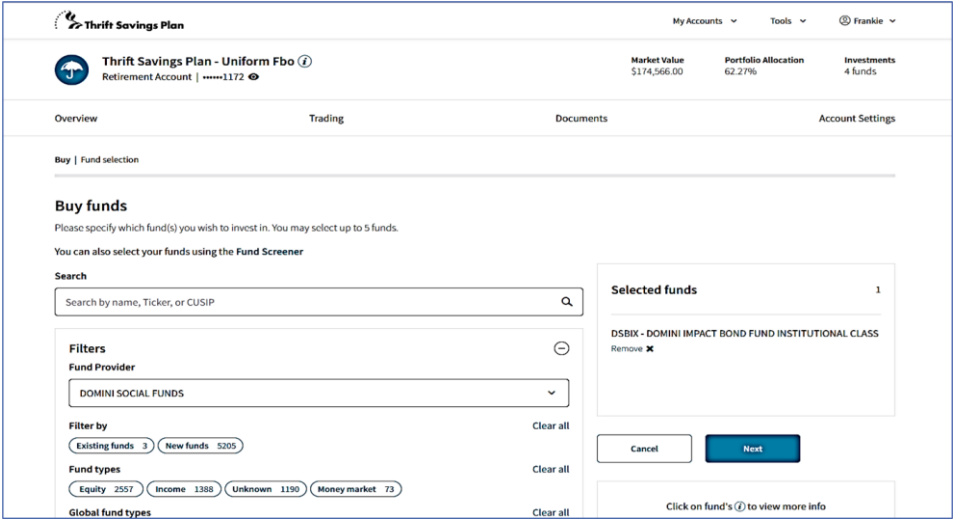 Thrift Savings Plan
My Accounts Tools Frankie
Thrift Savings Plan - Uniform Fbo
Retirement Account | ••••••1172
Market Value
$174,566.00
Portfolio Allocation
62.27%
Investments
4 funds
Overview Trading Documents Account Settings
Buy | Fund selection
Buy funds
Please specify which fund(s) you wish to invest in. You may select up to 5 funds.
You can also select your funds using the Fund Screener
Search
Search by name, Ticker, or CUSIP
Filters
Fund Provider
DOMINI SOCIAL FUNDS
Filter by Clear all
Existing funds 3 New funds 5205
Fund types Clear all
Equity 2557 Income 1388 Unknown 1190 Money market 73
Global fund types Clear all
Selected funds 1
DSBIX - DOMINI IMPACT BOND FUND INSTITUTIONAL CLASS
Remove ✖
Cancel Next
Click on fund's ⓘ to view more info